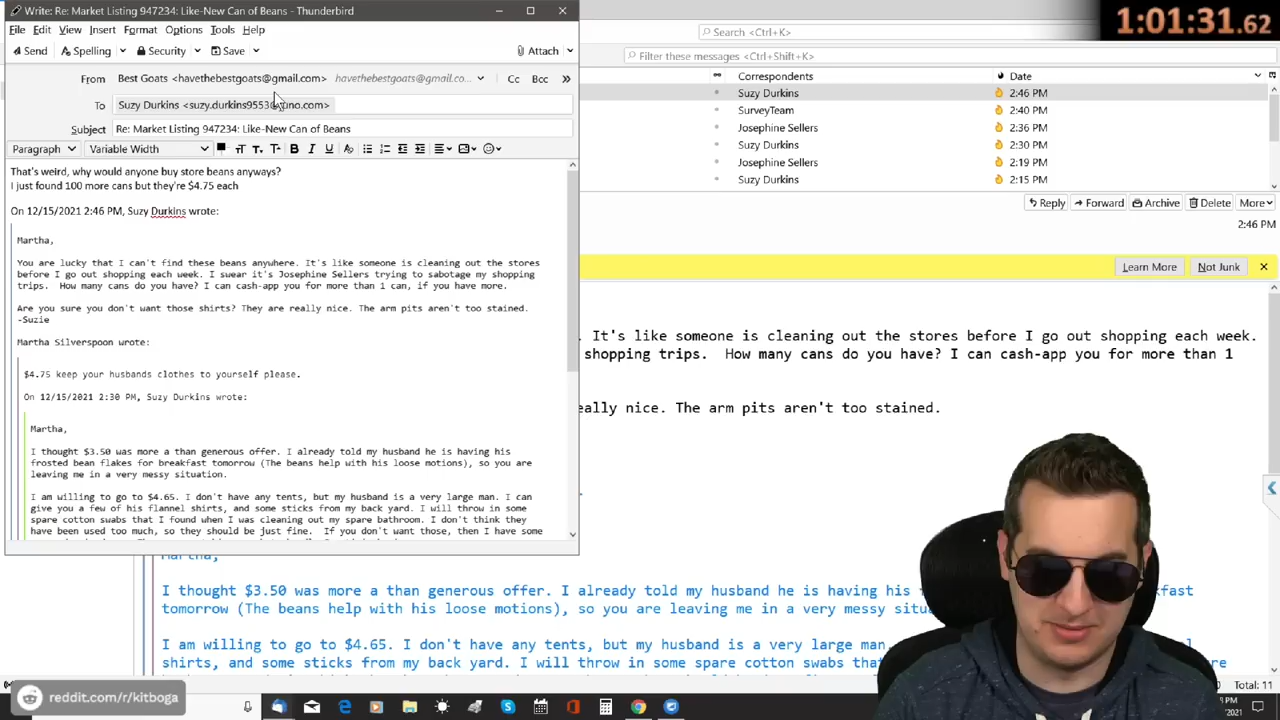 Write: Re: Market Listing 947234: Like-New Can of Beans - Thunderbird
1:01:31.62
File Edit View Insert Format Options Tools Help
Search <Ctrl+K>
Send Spelling Security Save Attach
Filter these messages <Ctrl+Shift+K>
From Best Goats <havethebestgoats@gmail.com> havethebestgoats@gmail.co... Cc Bcc »
Correspondents Date
Suzy Durkins 2:46 PM
To Suzy Durkins <suzy.durkins9553@ uno.com>
SurveyTeam 2:40 PM
Subject Re: Market Listing 947234: Like-New Can of Beans
Josephine Sellers 2:36 PM
Paragraph Variable Width
Suzy Durkins 2:30 PM
Josephine Sellers 2:19 PM
Suzy Durkins 2:15 PM
That's weird, why would anyone buy store beans anyways?
I just found 100 more cans but they're $4.75 each
Reply Forward Archive Delete More
2:46 PM
On 12/15/2021 2:46 PM, Suzy Durkins wrote:
Martha,
You are lucky that I can't find these beans anywhere. It's like someone is cleaning out the stores
before I go out shopping each week. I swear it's Josephine Sellers trying to sabotage my shopping
trips. How many cans do you have? I can cash-app you for more than 1 can, if you have more.
Learn More Not Junk
Are you sure you don't want those shirts? They are really nice. The arm pits aren't too stained.
-Suzie
Martha Silverspoon wrote:
$4.75 keep your husbands clothes to yourself please.
On 12/15/2021 2:30 PM, Suzy Durkins wrote:
Martha,
I thought $3.50 was more a than generous offer. I already told my husband he is having his
frosted bean flakes for breakfast tomorrow (The beans help with his loose motions), so you are
leaving me in a very messy situation.
I am willing to go to $4.65. I don't have any tents, but my husband is a very large man. I can
give you a few of his flannel shirts, and some sticks from my back yard. I will throw in some
spare cotton swabs that I found when I was cleaning out my spare bathroom. I don't think they
have been used too much, so they should be just fine. If you don't want those, then I have some
. It's like someone is cleaning out the stores before I go out shopping each week.
shopping trips. How many cans do you have? I can cash-app you for more than 1
eally nice. The arm pits aren't too stained.
Martha,
I thought $3.50 was more a than generous offer. I already told my husband he is having his
kfast
tomorrow (The beans help with his loose motions), so you are leaving me in a very messy situa
I am willing to go to $4.65. I don't have any tents, but my husband is a very large man.
shirts, and some sticks from my back yard. I will throw in some spare cotton swabs that
ere
Total: 11
reddit.com/r/kitboga